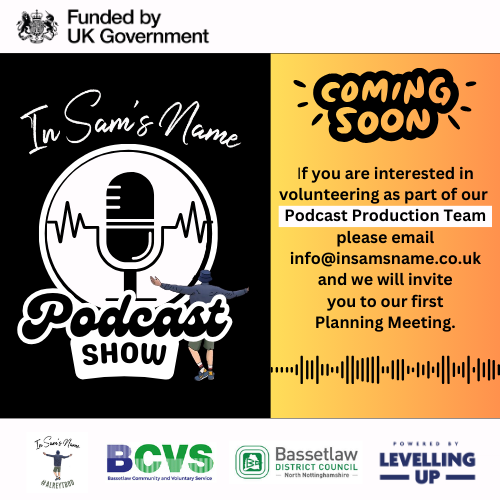 Funded by
UK Government
In Sam's Name
Podcast
SHOW
COMING
SOON
If you are interested in
volunteering as part of our
Podcast Production Team
please email
info@insamsname.co.uk
and we will invite
you to our first
Planning Meeting.
In Sam's Name
#ALREYTBUD
BCVS
Bassetlaw Community and Voluntary Service
Bassetlaw
DISTRICT COUNCIL
North Nottinghamshire
POWERED BY
LEVELLING
UP